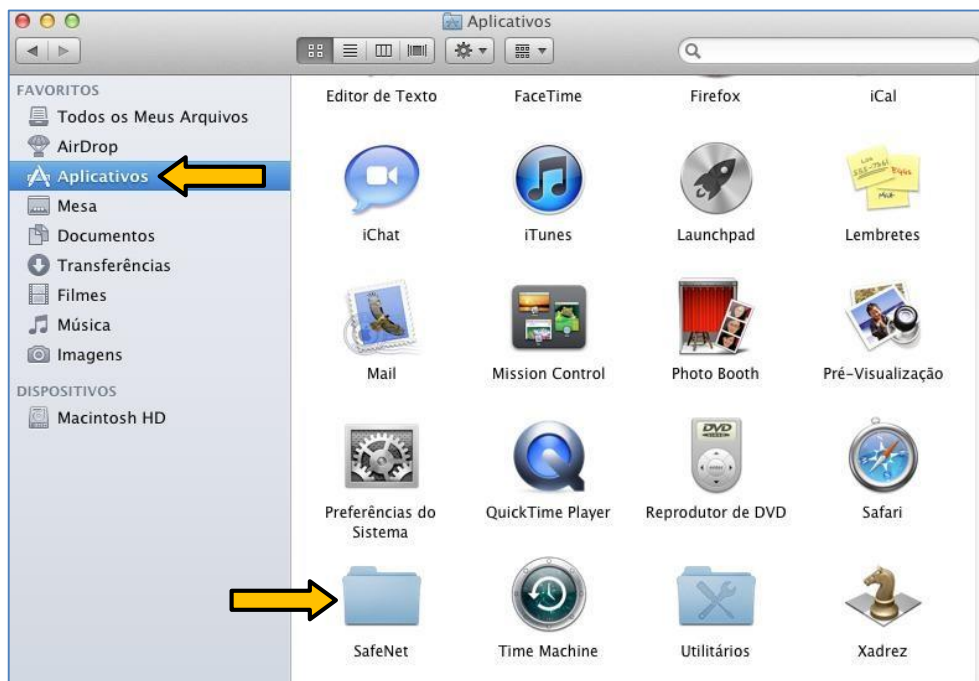 Aplicativos
FAVORITOS
Todos os Meus Arquivos
AirDrop
Aplicativos
Mesa
Documentos
Transferências
Filmes
Música
Imagens
DISPOSITIVOS
Macintosh HD
Editor de Texto
FaceTime
Firefox
iCal
iChat
iTunes
Launchpad
Lembretes
Mail
Mission Control
Photo Booth
Pré-Visualização
Preferências do
Sistema
QuickTime Player
Reprodutor de DVD
Safari
SafeNet
Time Machine
Utilitários
Xadrez